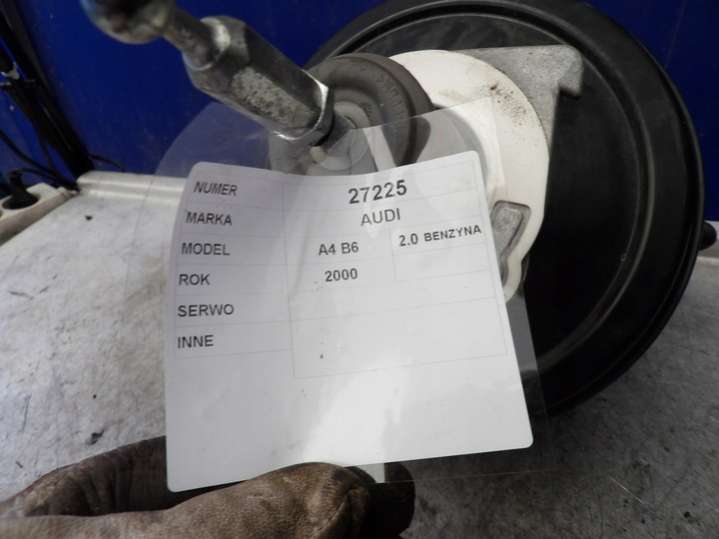 NUMER 27225
MARKA AUDI
MODEL A4 B6 2.0 BENZYNA
ROK 2000
SERWO
INNE